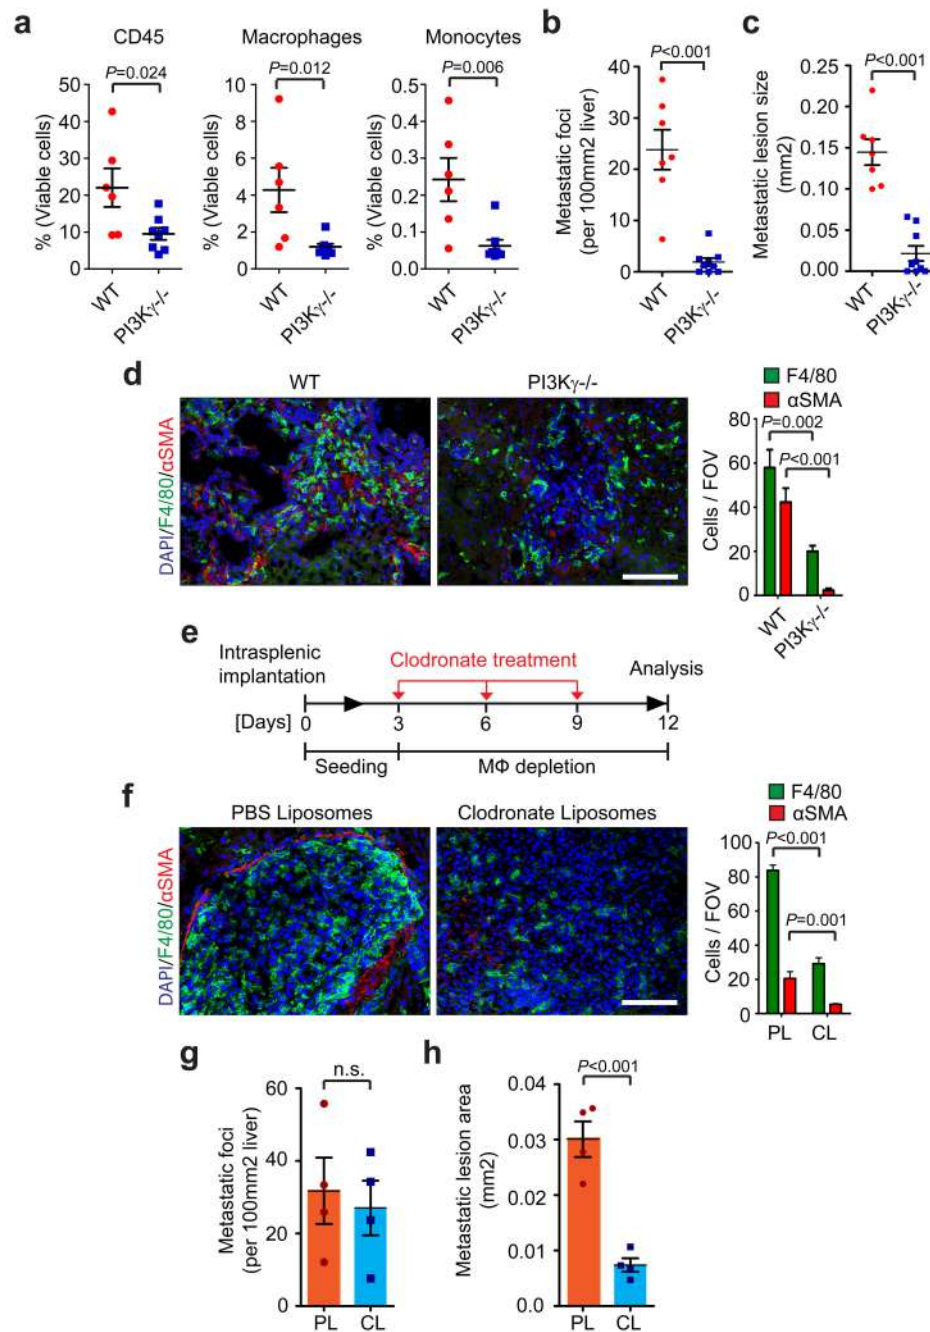 a
CD45
Macrophages
Monocytes
P=0.024
P=0.012
P=0.006
% (Viable cells)
50
40
30
20
10
0
WT
PI3Kγ-/-
% (Viable cells)
10
8
6
4
2
0
WT
PI3Kγ-/-
% (Viable cells)
0.5
0.4
0.3
0.2
0.1
0.0
WT
PI3Kγ-/-
b
P<0.001
Metastatic foci
(per 100mm2 liver)
40
30
20
10
0
WT
PI3Kγ-/-
c
P<0.001
Metastatic lesion size
(mm2)
0.25
0.20
0.15
0.10
0.05
0.00
WT
PI3Kγ-/-
d
WT
PI3Kγ-/-
DAPI/F4/80/αSMA
F4/80
αSMA
P=0.002
P<0.001
Cells / FOV
80
60
40
20
0
WT
PI3Kγ-/-
e
Intrasplenic
implantation
Clodronate treatment
Analysis
[Days] 0 3 6 9 12
Seeding
MΦ depletion
f
PBS Liposomes
Clodronate Liposomes
DAPI/F4/80/αSMA
F4/80
αSMA
P<0.001
P=0.001
Cells / FOV
100
80
60
40
20
0
PL CL
g
n.s.
Metastatic foci
(per 100mm2 liver)
60
40
20
0
PL CL
h
P<0.001
Metastatic lesion area
(mm2)
0.04
0.03
0.02
0.01
0.0
PL CL